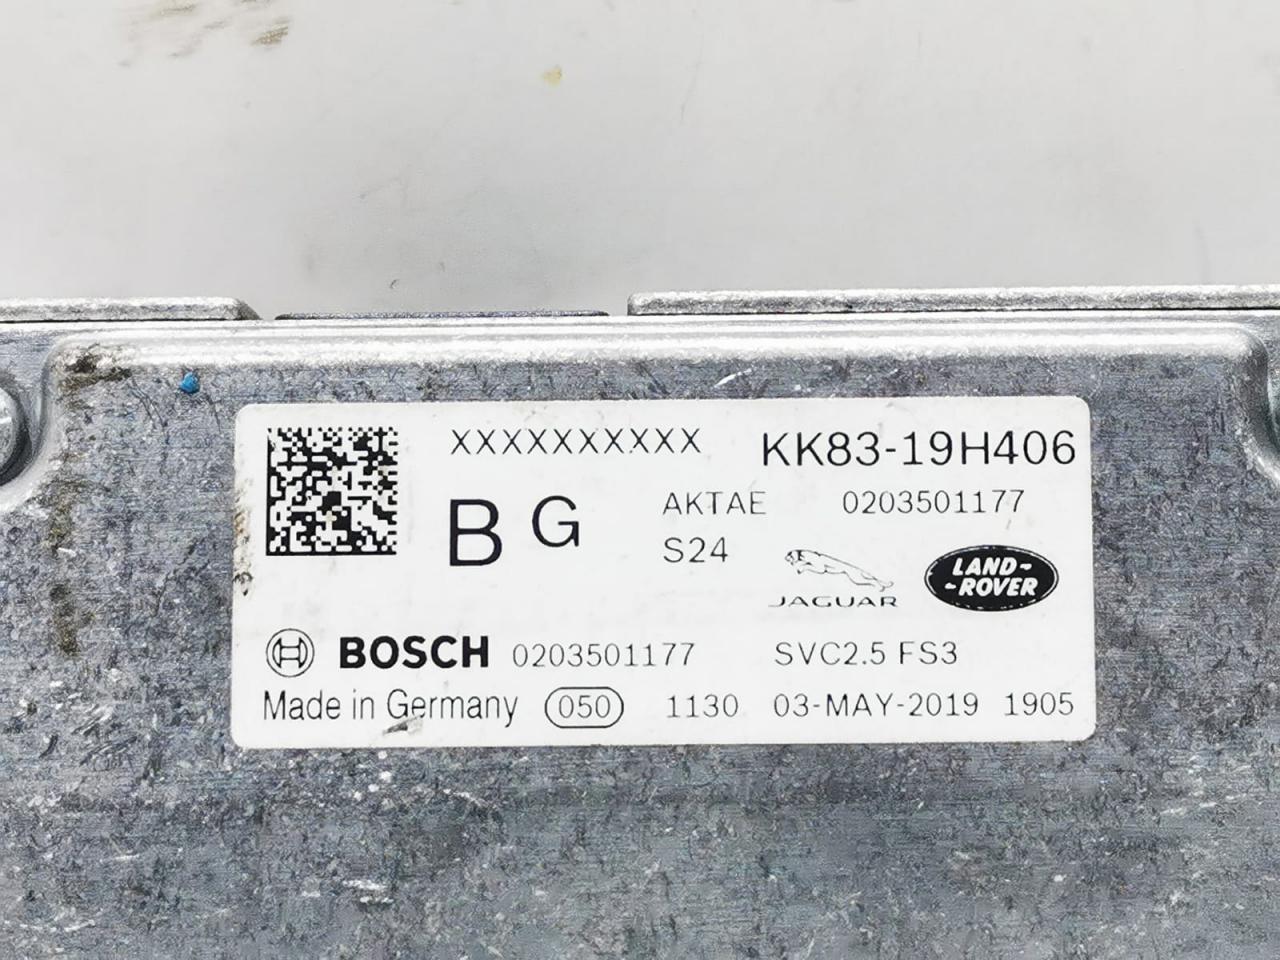 XXXXXXXXXX KK83-19H406
B G AKTAE 0203501177
S24 JAGUAR LAND-
-ROVER
BOSCH 0203501177 SVC2.5 FS3
Made in Germany 050 1130 03-MAY-2019 1905